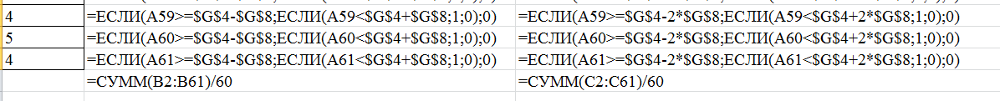 4 =ЕСЛИ(A59>=$G$4-$G$8;ЕСЛИ(A59<$G$4+$G$8;1;0);0) =ЕСЛИ(A59>=$G$4-2*$G$8;ЕСЛИ(A59<$G$4+2*$G$8;1;0);0)
5 =ЕСЛИ(A60>=$G$4-$G$8;ЕСЛИ(A60<$G$4+$G$8;1;0);0) =ЕСЛИ(A60>=$G$4-2*$G$8;ЕСЛИ(A60<$G$4+2*$G$8;1;0);0)
4 =ЕСЛИ(A61>=$G$4-$G$8;ЕСЛИ(A61<$G$4+$G$8;1;0);0) =ЕСЛИ(A61>=$G$4-2*$G$8;ЕСЛИ(A61<$G$4+2*$G$8;1;0);0)
=СУММ(B2:B61)/60 =СУММ(C2:C61)/60